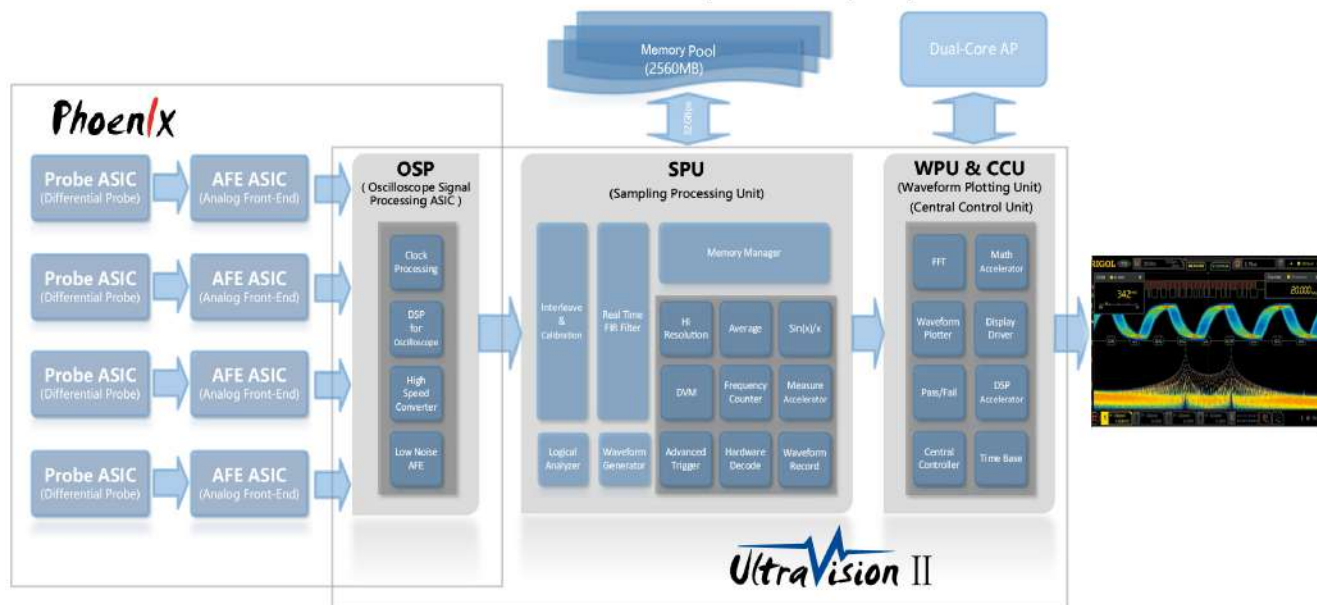 Memory Pool
(2560MB)
Dual-Core AP
Phoenix
OSP
( Oscilloscope Signal
Processing ASIC )
SPU
(Sampling Processing Unit)
WPU & CCU
(Waveform Plotting Unit)
(Central Control Unit)
Probe ASIC
(Differential Probe)
AFE ASIC
(Analog Front-End)
Probe ASIC
(Differential Probe)
AFE ASIC
(Analog Front-End)
Probe ASIC
(Differential Probe)
AFE ASIC
(Analog Front-End)
Probe ASIC
(Differential Probe)
AFE ASIC
(Analog Front-End)
Clock
Processing
DSP
for
Oscilloscope
High
Speed
Converter
Low Noise
AFE
Interleave
&
Calibration
Real Time
FIR Filter
Memory Manager
Hi
Resolution
Average
Sin(x)/x
DVM
Frequency
Counter
Measure
Accelerator
Logical
Analyzer
Waveform
Generator
Advanced
Trigger
Hardware
Decode
Waveform
Record
FFT
Math
Accelerator
Waveform
Plotter
Display
Driver
Pass/Fail
DSP
Accelerator
Central
Controller
Time Base
RIGOL
342
20.000
UltraVision II